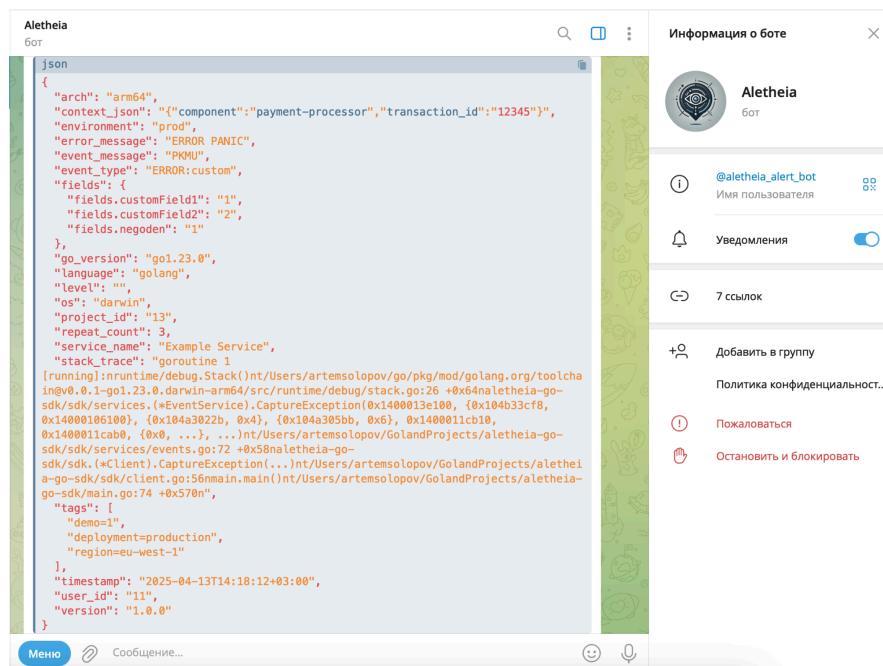 Aletheia
бот
json
{
"arch": "arm64",
"context_json": "{"component":"payment-processor","transaction_id":"12345"}",
"environment": "prod",
"error_message": "ERROR PANIC",
"event_message": "PKMU",
"event_type": "ERROR:custom",
"fields": {
"fields.customField1": "1",
"fields.customField2": "2",
"fields.negoden": "1"
},
"go_version": "go1.23.0",
"language": "golang",
"level": "",
"os": "darwin",
"project_id": "13",
"repeat_count": 3,
"service_name": "Example Service",
"stack_trace": "goroutine 1
[running]:nruntime/debug.Stack()nt/Users/artemsolopov/go/pkg/mod/golang.org/toolcha
in@v0.0.1-go1.23.0.darwin-arm64/src/runtime/debug/stack.go:26 +0x64naletheia-go-
sdk/sdk/services.(*EventService).CaptureException(0x1400013e100, {0x104b33cf8,
0x14000106100}, {0x104a3022b, 0x4}, {0x104a305bb, 0x6}, 0x1400011cb10,
0x1400011cab0, {0x0, ...}, ...)nt/Users/artemsolopov/GolandProjects/aletheia-go-
sdk/sdk/services/events.go:72 +0x58naletheia-go-
sdk/sdk.(*Client).CaptureException(...)nt/Users/artemsolopov/GolandProjects/alethei
a-go-sdk/sdk/client.go:56nmain.main()nt/Users/artemsolopov/GolandProjects/aletheia-
go-sdk/main.go:74 +0x570n",
"tags": [
"demo=1",
"deployment=production",
"region=eu-west-1"
],
"timestamp": "2025-04-13T14:18:12+03:00",
"user_id": "11",
"version": "1.0.0"
}
Меню
Сообщение...
Информация о боте
Aletheia
бот
@aletheia_alert_bot
Имя пользователя
Уведомления
7 ссылок
Добавить в группу
Политика конфиденциальност...
Пожаловаться
Остановить и блокировать